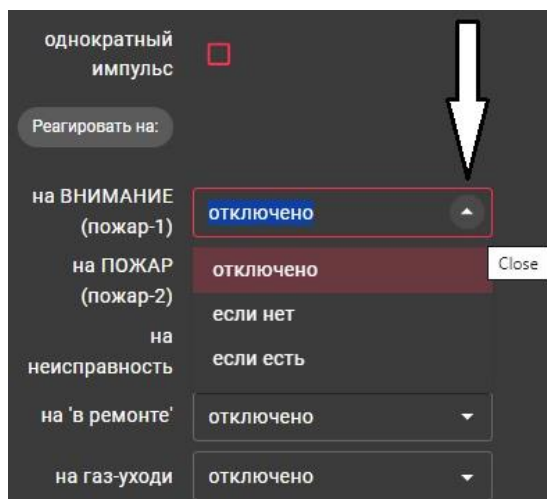 однократный
импульс
Реагировать на:
на ВНИМАНИЕ
(пожар-1)
отключено
Close
на ПОЖАР
(пожар-2)
отключено
если нет
если есть
на
неисправность
на 'в ремонте'
отключено
на газ-уходи
отключено